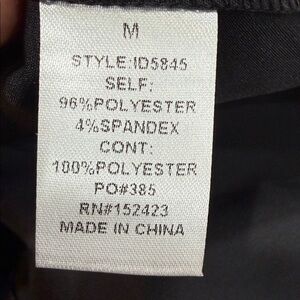 M
STYLE:ID5845
SELF:
96%POLYESTER
4%SPANDEX
CONT:
100%POLYESTER
PO#385
RN#152423
MADE IN CHINA